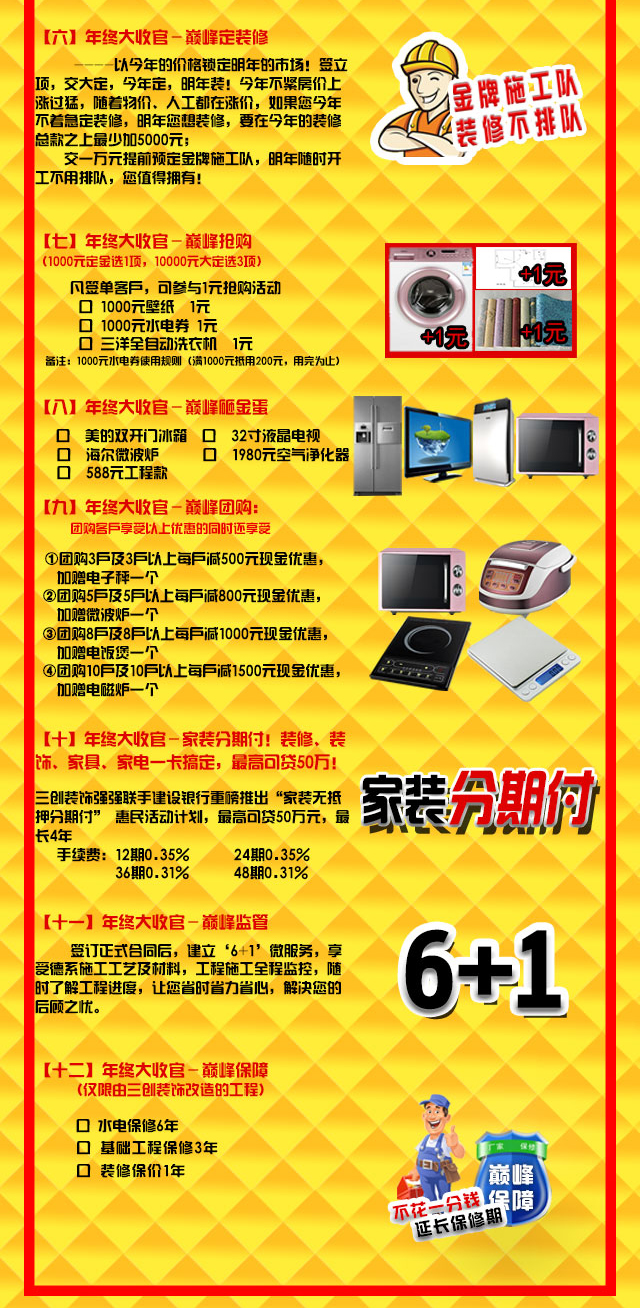 【六】年终大收官-巅峰定装修
----以今年的价格锁定明年的市场！签立
项，交大定，今年定，明年装！今年不紧房价上
涨过猛，随着物价、人工都在涨价，如果您今年
不着急定装修，明年您想装修，要在今年的装修
总款之上最少加5000元；
交一万元提前预定金牌施工队，明年随时开
工不用排队，您值得拥有！
金牌施工队
装修不排队
【七】年终大收官-巅峰抢购
(1000元定金选1项，10000元大定选3项)
凡签单客户，可参与1元抢购活动
□ 1000元壁纸 1元
□ 1000元水电券 1元
□ 三洋全自动洗衣机 1元
备注：1000元水电券使用规则（满1000元抵用200元，用完为止）
+1元
+1元
+1元
【八】年终大收官-巅峰砸金蛋
□ 美的双开门冰箱 □ 32寸液晶电视
□ 海尔微波炉 □ 1980元空气净化器
□ 588元工程款
【九】年终大收官-巅峰团购：
团购客户享受以上优惠的同时还享受
①团购3户及3户以上每户减500元现金优惠，
加赠电子秤一个
②团购5户及5户以上每户减800元现金优惠，
加赠微波炉一个
③团购8户及8户以上每户减1000元现金优惠，
加赠电饭煲一个
④团购10户及10户以上每户减1500元现金优惠，
加赠电磁炉一个
【十】年终大收官-家装分期付！装修、装
饰、家具、家电一卡搞定，最高可贷50万！
三创装饰强强联手建设银行重磅推出“家装无抵
押分期付” 惠民活动计划，最高可贷50万元，最
长4年
手续费：12期0.35% 24期0.35%
36期0.31% 48期0.31%
家装分期付
【十一】年终大收官-巅峰监管
签订正式合同后，建立‘6+1’微服务，享
受德系施工工艺及材料，工程施工全程监控，随
时了解工程进度，让您省时省力省心，解决您的
后顾之忧。
6+1
【十二】年终大收官-巅峰保障
(仅限由三创装饰改造的工程)
□ 水电保修6年
□ 基础工程保修3年
□ 装修保价1年
厂家 保修
巅峰
保障
不花一分钱
延长保修期